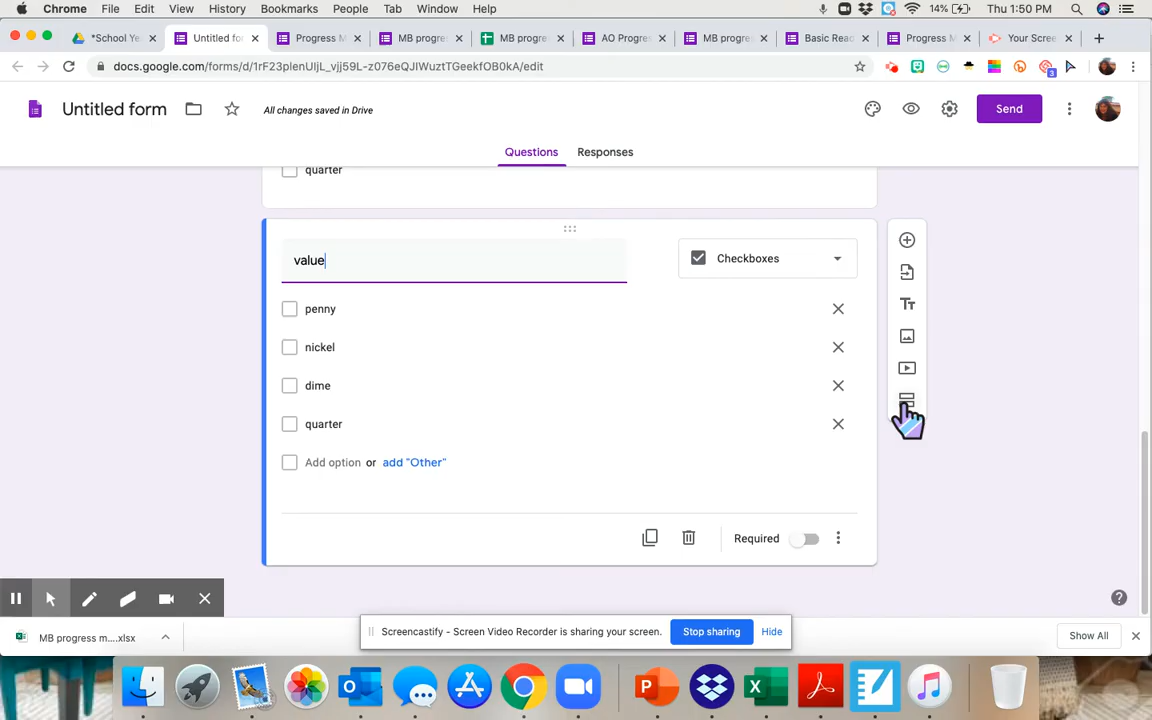 Chrome File Edit View History Bookmarks People Tab Window Help 14% Thu 1:50 PM
*School Ye Untitled for Progress M MB progre MB progre AO Progre MB progre Basic Read Progress M Your Scree
docs.google.com/forms/d/1rF23plenUIjL_vjj59L-z076eQJIWuztTGeekfOB0kA/edit
3
Untitled form All changes saved in Drive Send
Questions Responses
quarter
value Checkboxes
penny
nickel
dime
quarter
Add option or add "Other"
Required
MB progress m....xlsx
Screencastify - Screen Video Recorder is sharing your screen. Stop sharing Hide
Show All